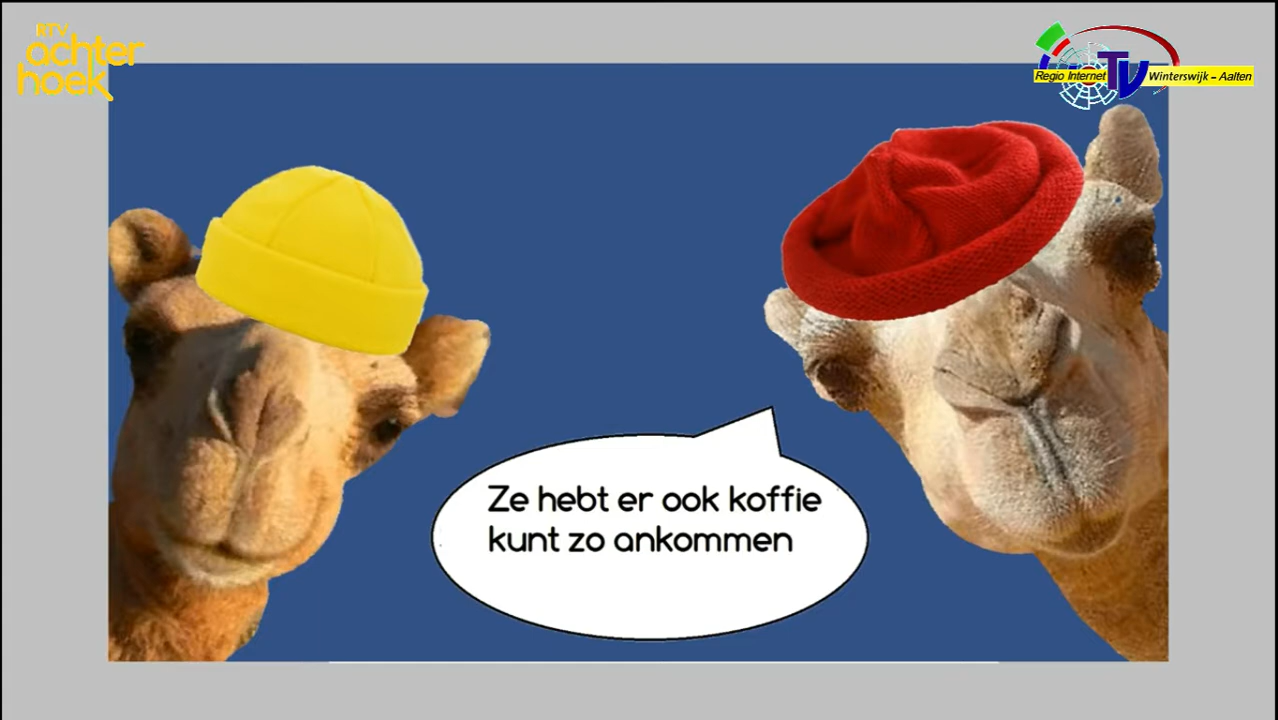 RTV
achter
hoek
Regio Internet TV Winterswijk - Aalten
Ze hebt er ook koffie
kunt zo ankommen